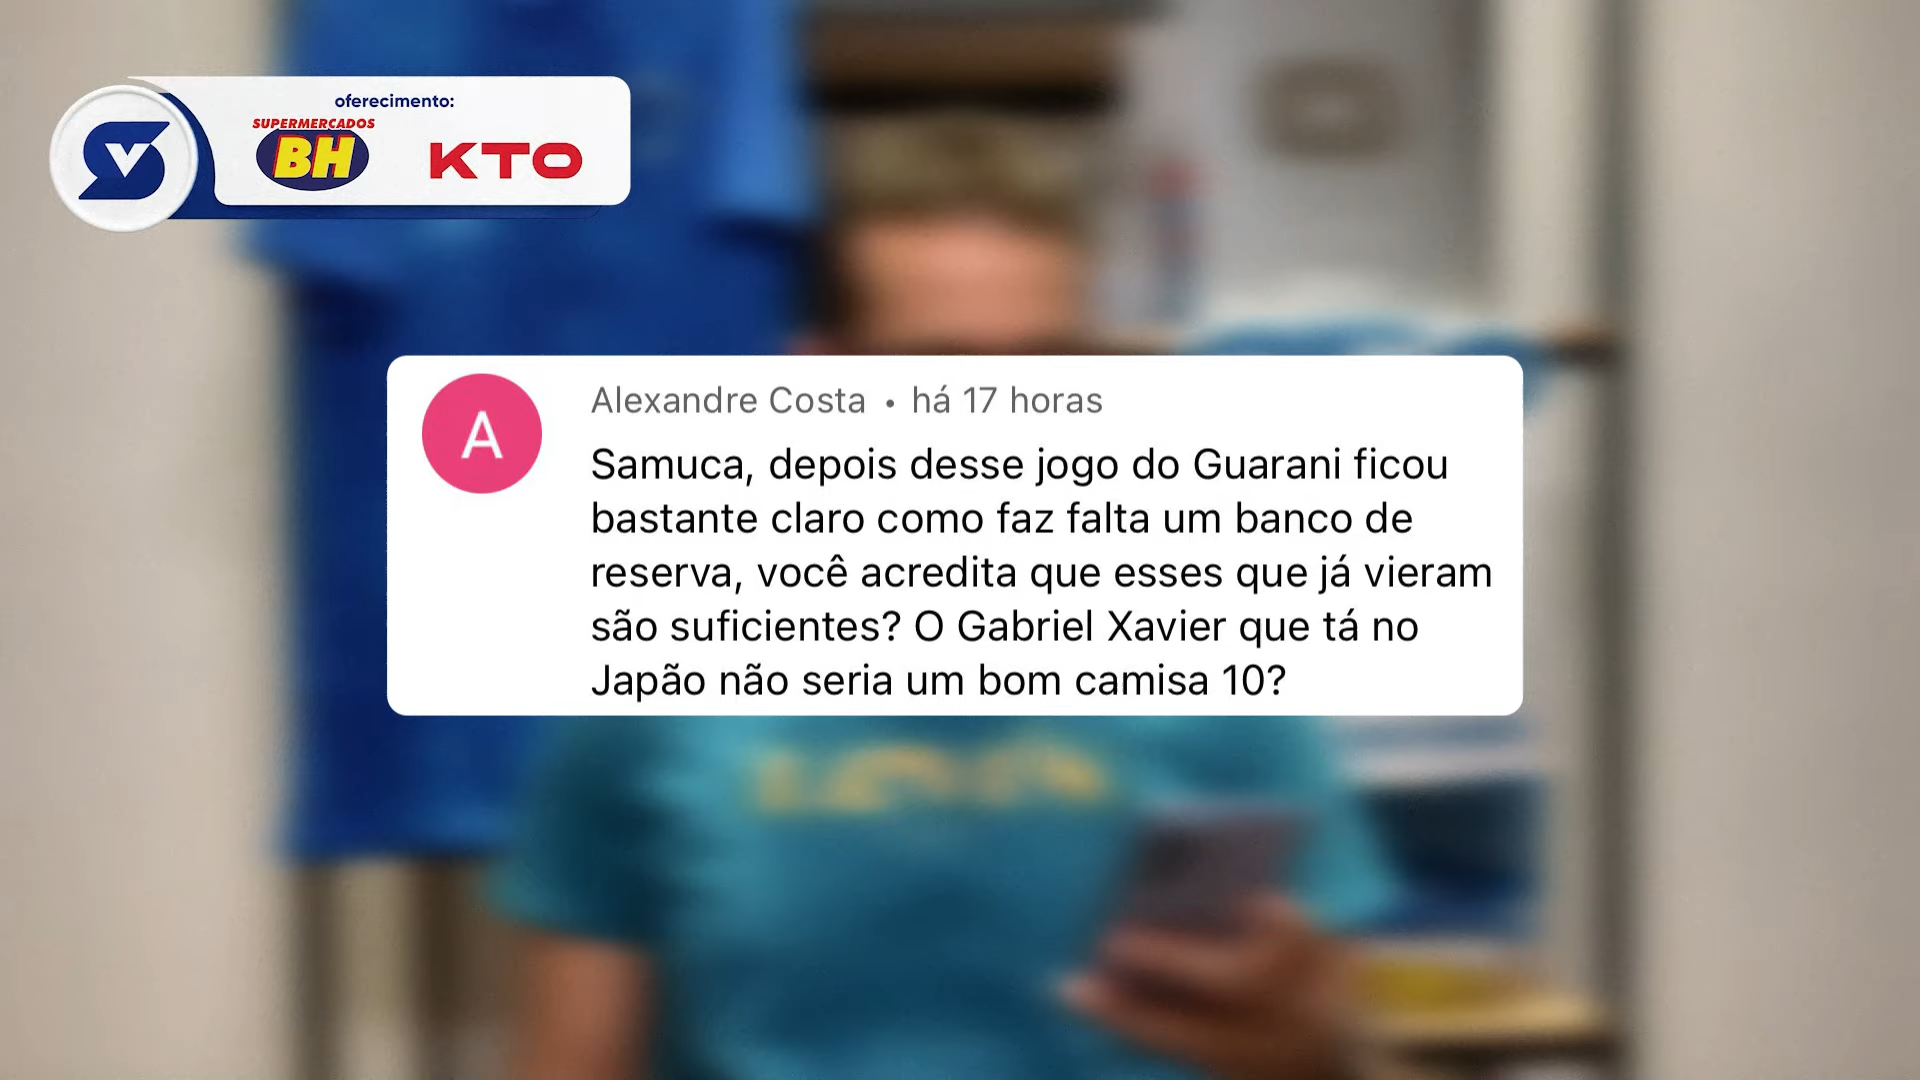 oferecimento:
SUPERMERCADOS
BH
KTO
A
Alexandre Costa • há 17 horas
Samuca, depois desse jogo do Guarani ficou
bastante claro como faz falta um banco de
reserva, você acredita que esses que já vieram
são suficientes? O Gabriel Xavier que tá no
Japão não seria um bom camisa 10?